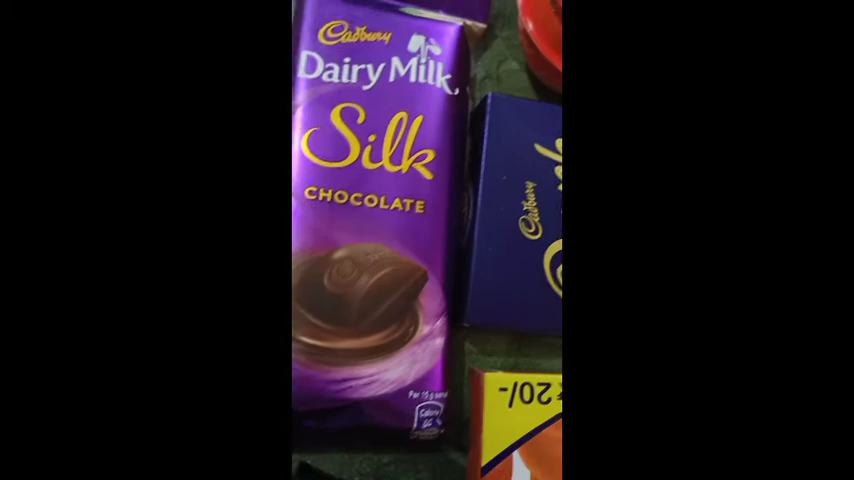 Cadbury
Dairy Milk
Silk
CHOCOLATE
Cadbury
₹ 20/-